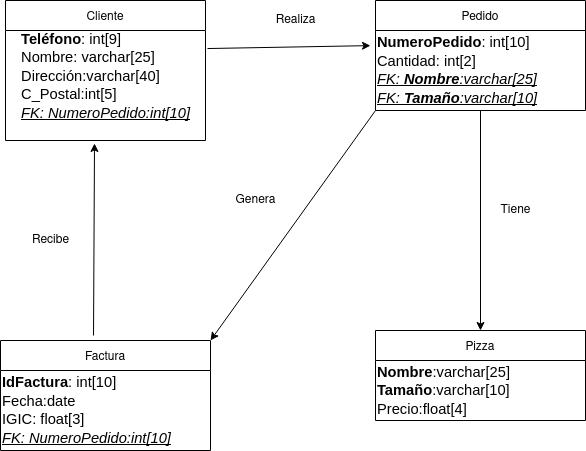 Cliente
Teléfono: int[9]
Nombre: varchar[25]
Dirección:varchar[40]
C_Postal:int[5]
FK: NumeroPedido:int[10]
Realiza
Pedido
NumeroPedido: int[10]
Cantidad: int[2]
FK: Nombre:varchar[25]
FK: Tamaño:varchar[10]
Genera
Tiene
Recibe
Factura
IdFactura: int[10]
Fecha:date
IGIC: float[3]
FK: NumeroPedido:int[10]
Pizza
Nombre:varchar[25]
Tamaño:varchar[10]
Precio:float[4]